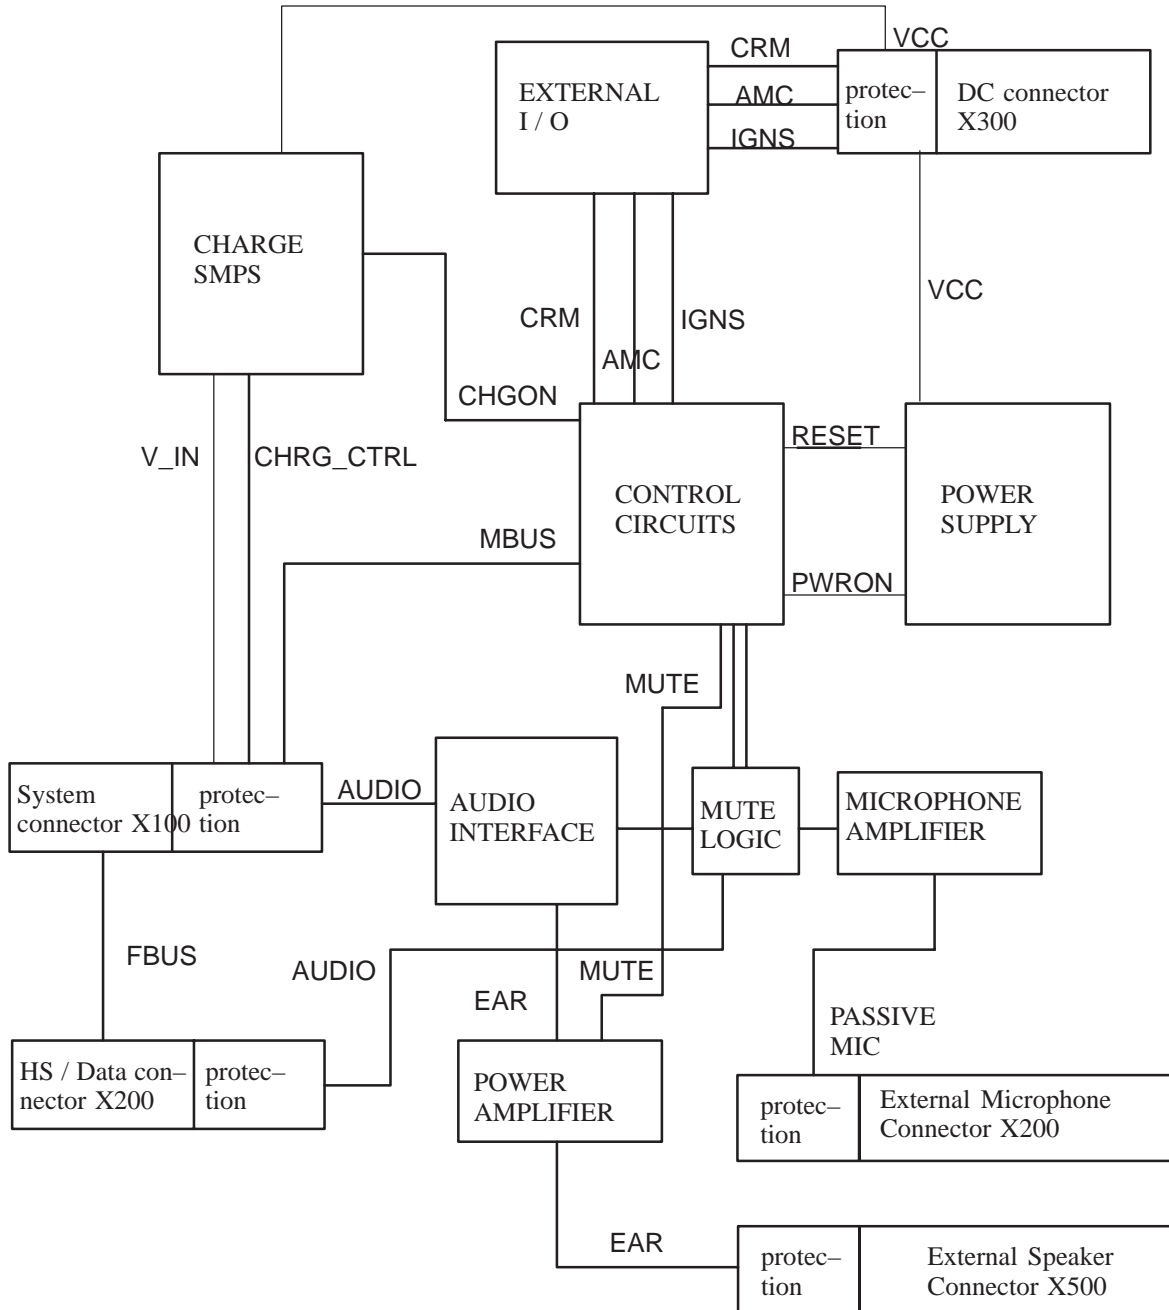 VCC
CRM
EXTERNAL
I / O
AMC
IGNS
protec–
tion
DC connector
X300
CHARGE
SMPS
VCC
CRM
IGNS
AMC
CHGON
V_IN
CHRG_CTRL
RESET
CONTROL
CIRCUITS
POWER
SUPPLY
MBUS
PWRON
MUTE
System
connector X100
protec–
tion
AUDIO
AUDIO
INTERFACE
MUTE
LOGIC
MICROPHONE
AMPLIFIER
FBUS
AUDIO
MUTE
EAR
PASSIVE
MIC
HS / Data con–
nector X200
protec–
tion
POWER
AMPLIFIER
protec–
tion
External Microphone
Connector X200
EAR
protec–
tion
External Speaker
Connector X500